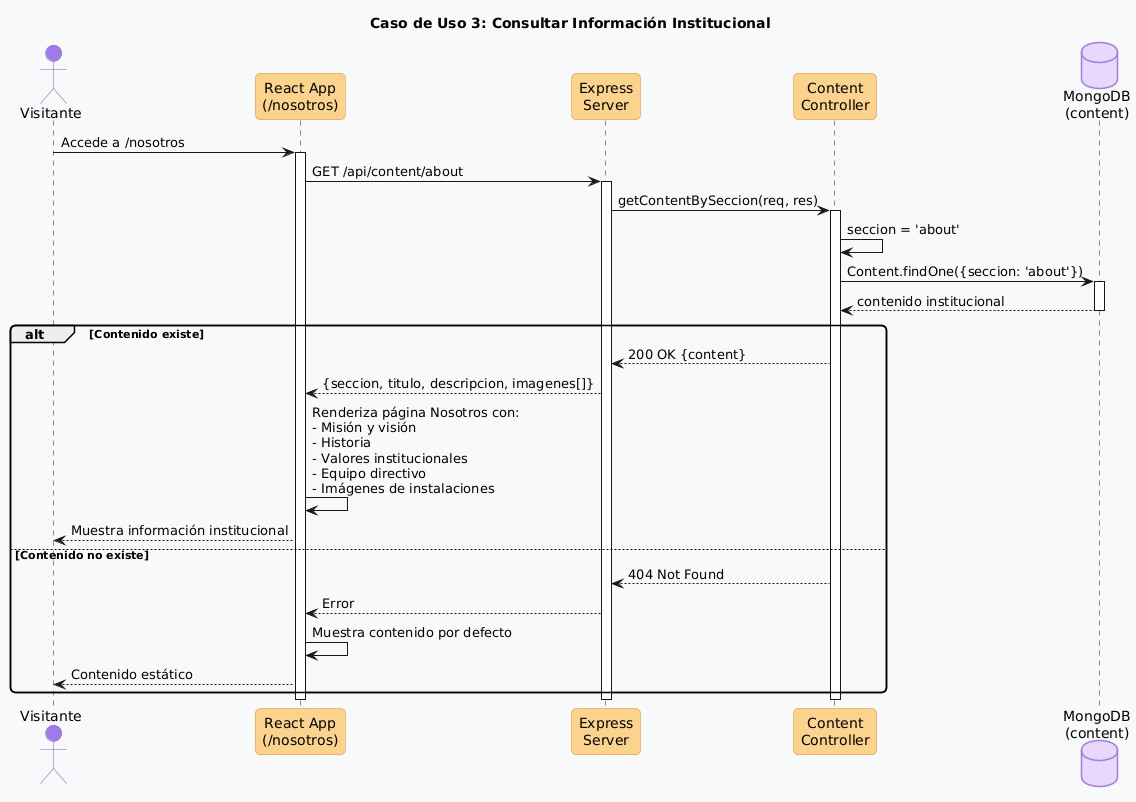 Caso de Uso 3: Consultar Información Institucional
Visitante
React App
(/nosotros)
Express
Server
Content
Controller
MongoDB
(content)
Accede a /nosotros
GET /api/content/about
getContentBySeccion(req, res)
seccion = 'about'
Content.findOne({seccion: 'about'})
contenido institucional
alt
[Contenido existe]
200 OK {content}
{seccion, titulo, descripcion, imagenes[]}
Renderiza página Nosotros con:
- Misión y visión
- Historia
- Valores institucionales
- Equipo directivo
- Imágenes de instalaciones
Muestra información institucional
[Contenido no existe]
404 Not Found
Error
Muestra contenido por defecto
Contenido estático
Visitante
React App
(/nosotros)
Express
Server
Content
Controller
MongoDB
(content)